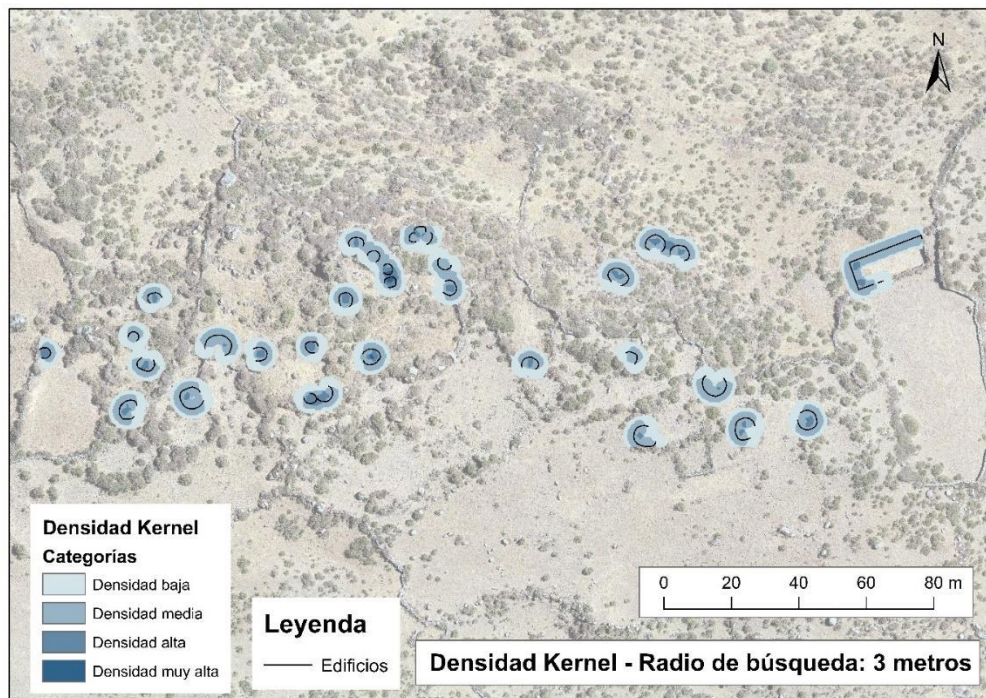 N
Densidad Kernel
Categorías
Densidad baja
Densidad media
Densidad alta
Densidad muy alta
Leyenda
Edificios
0 20 40 60 80 m
Densidad Kernel - Radio de búsqueda: 3 metros